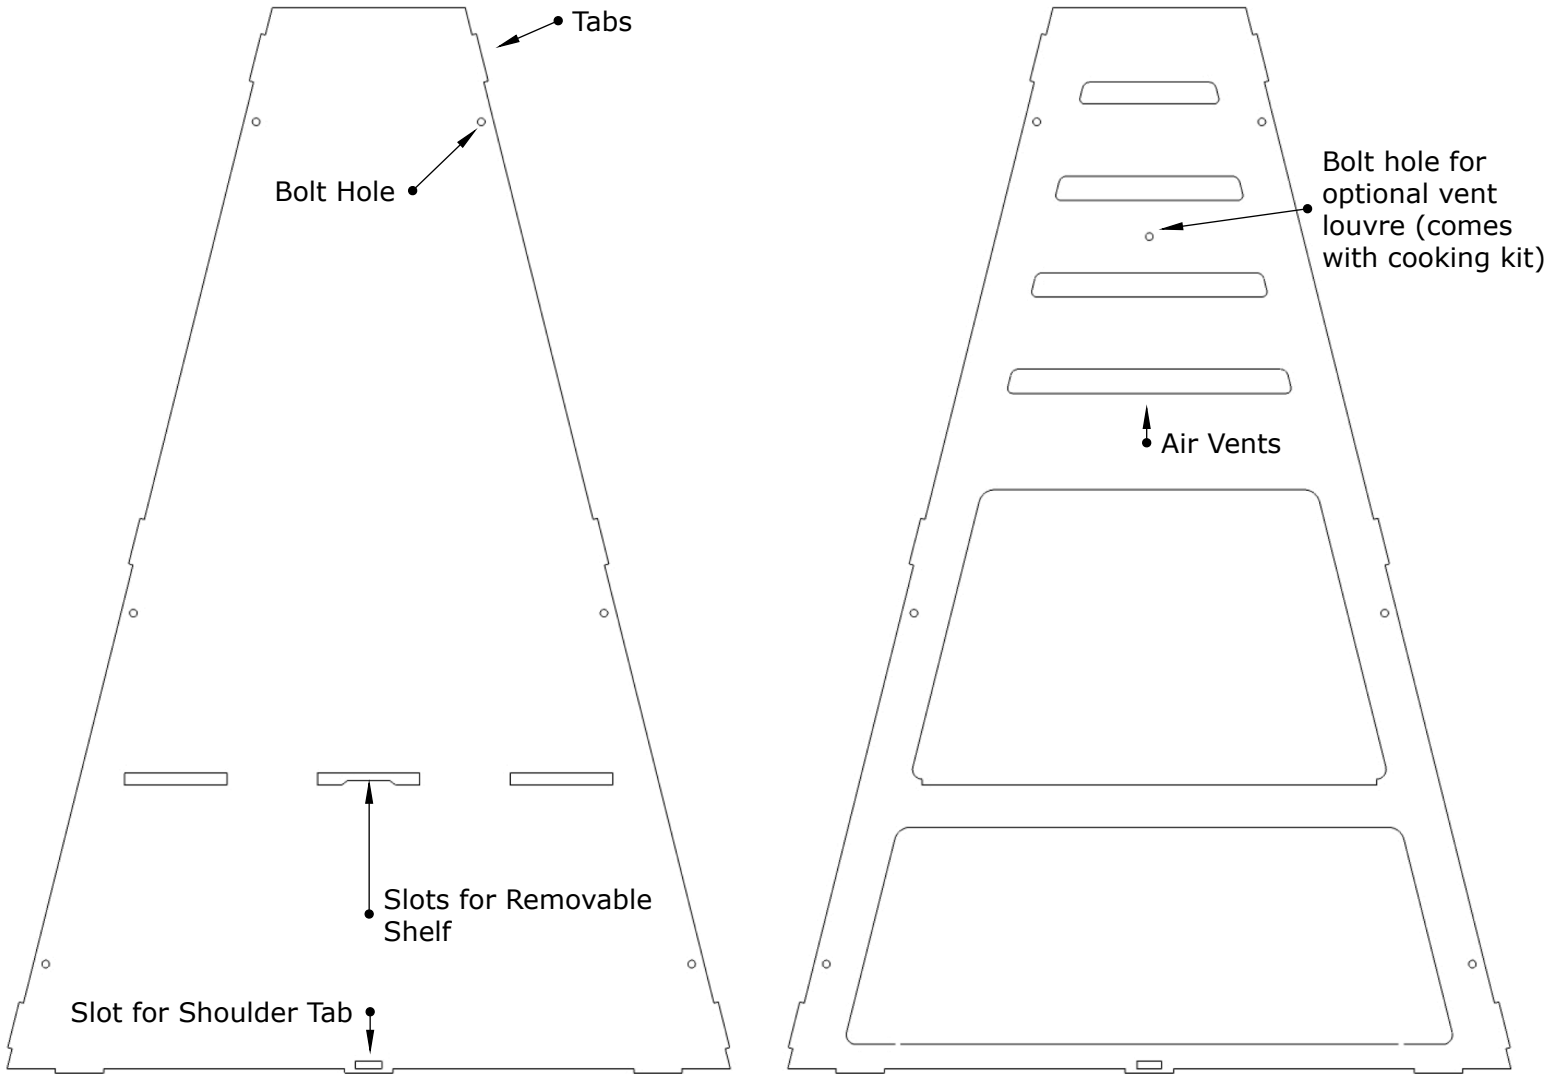 Tabs
Bolt Hole
Bolt hole for
optional vent
louvre (comes
with cooking kit)
Air Vents
Slots for Removable
Shelf
Slot for Shoulder Tab